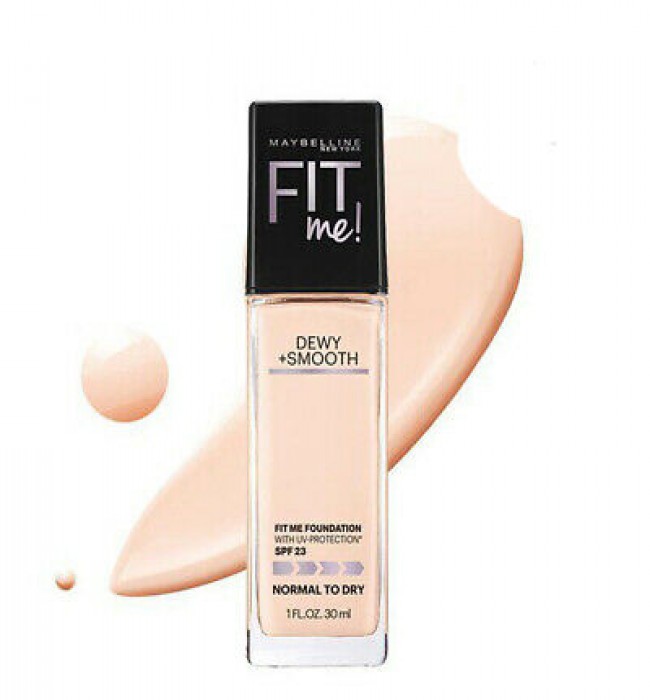 MAYBELLINE
NEW YORK
FIT
me!
DEWY
+SMOOTH
FIT ME FOUNDATION
WITH UV-PROTECTION*
SPF 23
NORMAL TO DRY
1 FL.OZ. 30 ml